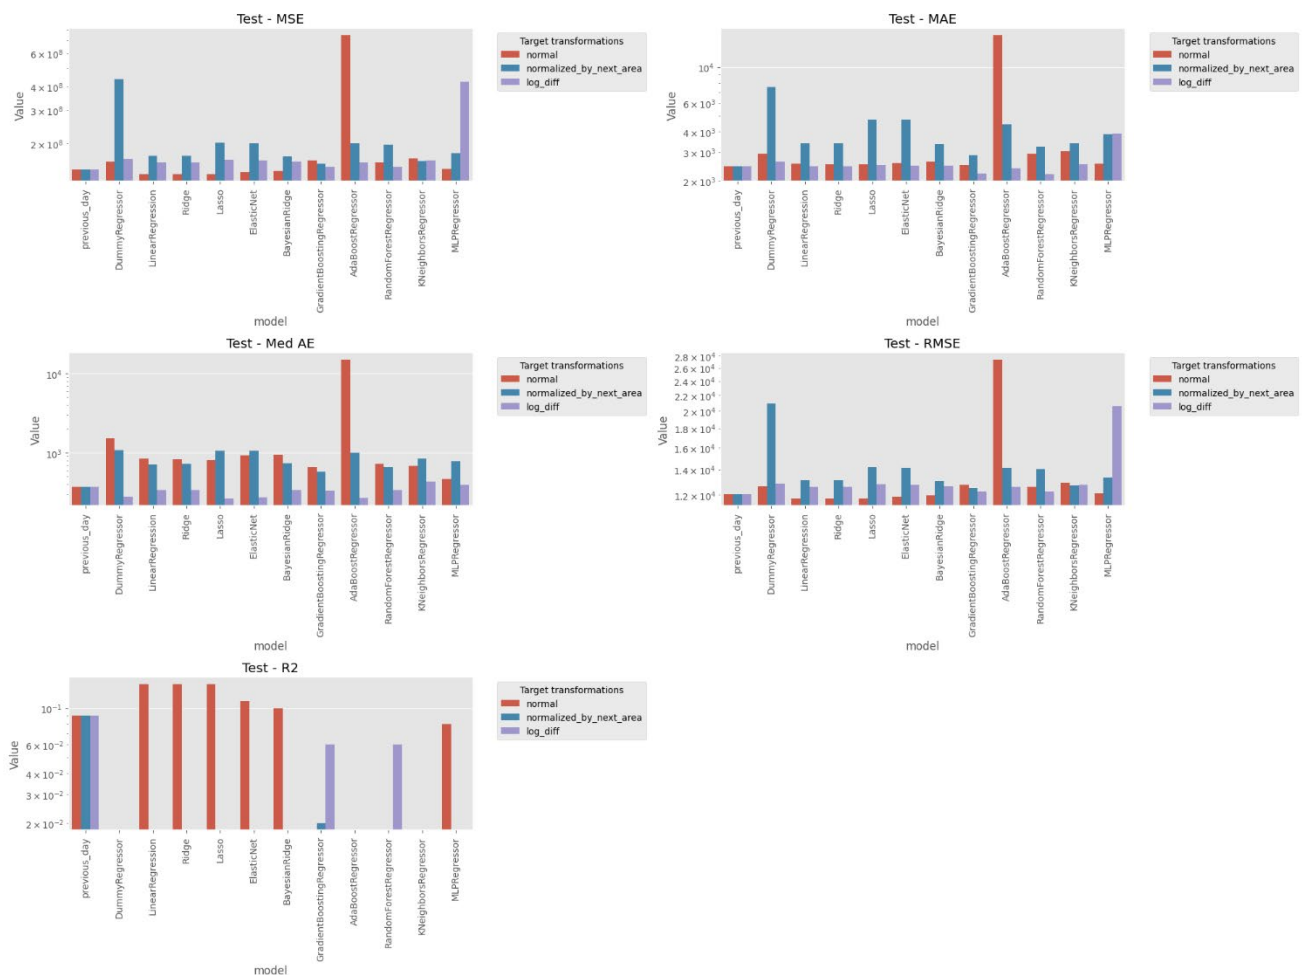 Test - MSE
Value
6 × 10⁸
4 × 10⁸
3 × 10⁸
2 × 10⁸
previous_day
DummyRegressor
LinearRegression
Ridge
Lasso
ElasticNet
BayesianRidge
GradientBoostingRegressor
AdaBoostRegressor
RandomForestRegressor
KNeighborsRegressor
MLPRegressor
model
Target transformations
normal
normalized_by_next_area
log_diff
Test - MAE
Value
10⁴
6 × 10³
4 × 10³
3 × 10³
2 × 10³
previous_day
DummyRegressor
LinearRegression
Ridge
Lasso
ElasticNet
BayesianRidge
GradientBoostingRegressor
AdaBoostRegressor
RandomForestRegressor
KNeighborsRegressor
MLPRegressor
model
Target transformations
normal
normalized_by_next_area
log_diff
Test - Med AE
Value
10⁴
10³
previous_day
DummyRegressor
LinearRegression
Ridge
Lasso
ElasticNet
BayesianRidge
GradientBoostingRegressor
AdaBoostRegressor
RandomForestRegressor
KNeighborsRegressor
MLPRegressor
model
Target transformations
normal
normalized_by_next_area
log_diff
Test - RMSE
Value
2.8 × 10⁴
2.6 × 10⁴
2.4 × 10⁴
2.2 × 10⁴
2 × 10⁴
1.8 × 10⁴
1.6 × 10⁴
1.4 × 10⁴
1.2 × 10⁴
previous_day
DummyRegressor
LinearRegression
Ridge
Lasso
ElasticNet
BayesianRidge
GradientBoostingRegressor
AdaBoostRegressor
RandomForestRegressor
KNeighborsRegressor
MLPRegressor
model
Target transformations
normal
normalized_by_next_area
log_diff
Test - R2
Value
10⁻¹
6 × 10⁻²
4 × 10⁻²
3 × 10⁻²
2 × 10⁻²
previous_day
DummyRegressor
LinearRegression
Ridge
Lasso
ElasticNet
BayesianRidge
GradientBoostingRegressor
AdaBoostRegressor
RandomForestRegressor
KNeighborsRegressor
MLPRegressor
model
Target transformations
normal
normalized_by_next_area
log_diff